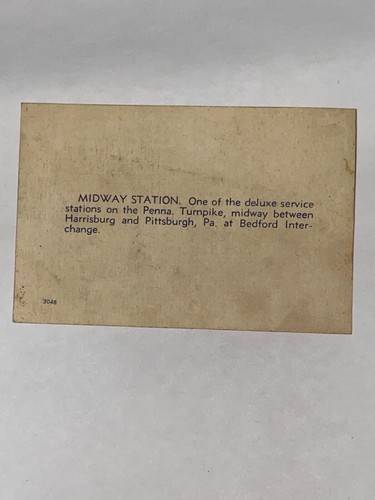 MIDWAY STATION. One of the deluxe service
stations on the Penna. Turnpike, midway between
Harrisburg and Pittsburgh, Pa. at Bedford Inter-
change.
3048